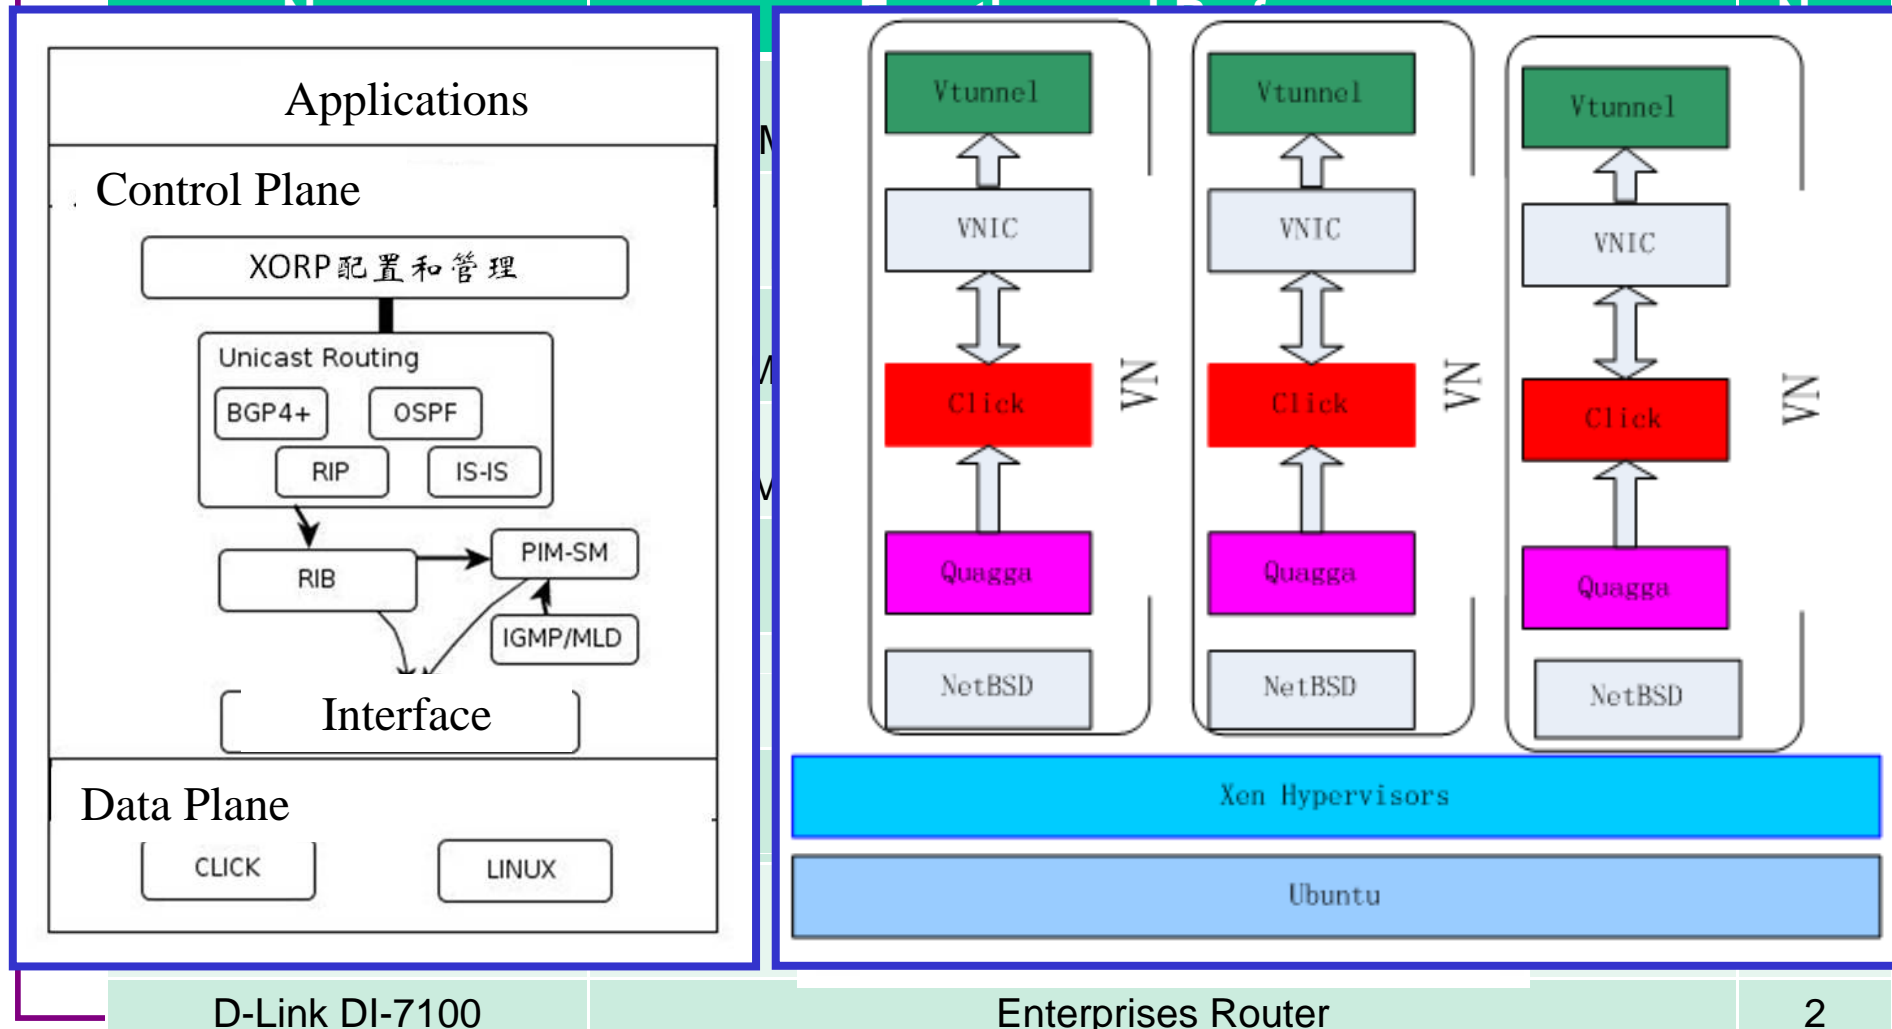 Applications
Control Plane
XORP配置和管理
Unicast Routing
BGP4+
OSPF
RIP
IS-IS
RIB
PIM-SM
IGMP/MLD
Interface
Data Plane
CLICK
LINUX
Vtunnel
VNIC
Click
Quagga
NetBSD
VN
Vtunnel
VNIC
Click
Quagga
NetBSD
VN
Vtunnel
VNIC
Click
Quagga
NetBSD
VN
Xen Hypervisors
Ubuntu
D-Link DI-7100
Enterprises Router
2